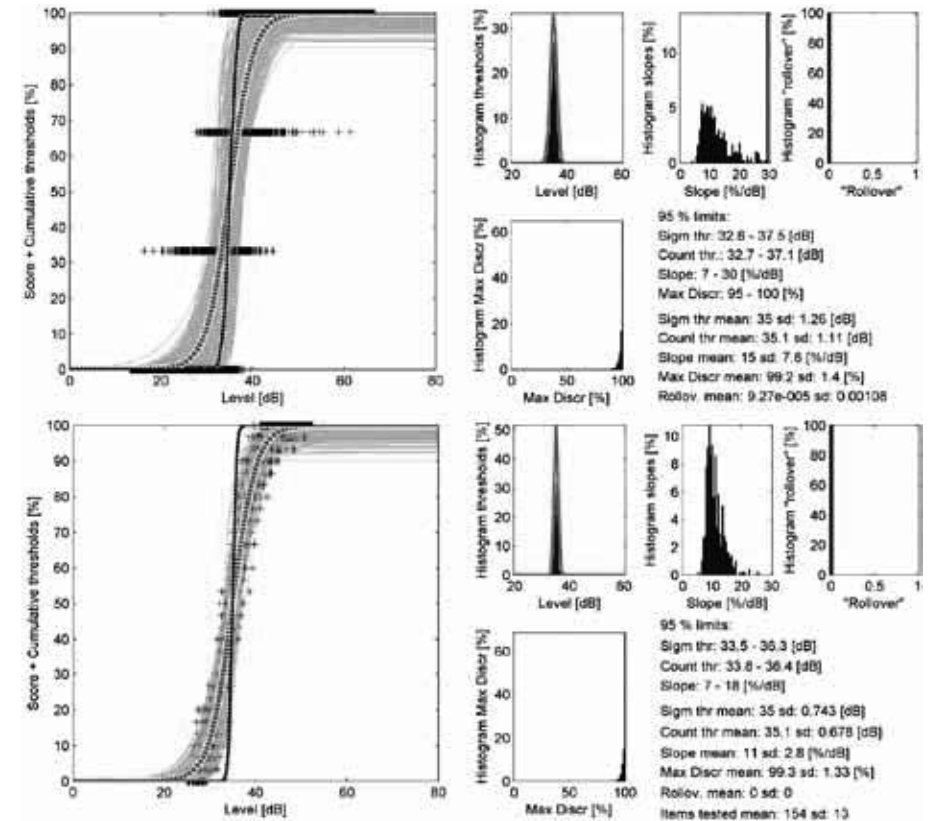 Score + Cumulative thresholds [%]
100
90
80
70
60
50
40
30
20
10
0
0 20 40 60 80
Level [dB]
Histogram thresholds [%]
30
20
10
0
20 40 60
Level [dB]
Histogram slopes [%]
10
5
0
0 10 20 30
Slope [%/dB]
Histogram "rollover" [%]
100
80
60
40
20
0
0 0.5 1
"Rollover"
Histogram Max Discr [%]
60
40
20
0
0 50 100
Max Discr [%]
95 % limits:
Sigm thr: 32.6 - 37.5 [dB]
Count thr.: 32.7 - 37.1 [dB]
Slope: 7 - 30 [%/dB]
Max Discr: 95 - 100 [%]
Sigm thr mean: 35 sd: 1.26 [dB]
Count thr mean: 35.1 sd: 1.11 [dB]
Slope mean: 15 sd: 7.6 [%/dB]
Max Discr mean: 99.2 sd: 1.4 [%]
Rollov. mean: 9.27e-005 sd: 0.00108
Score + Cumulative thresholds [%]
100
90
80
70
60
50
40
30
20
10
0
0 20 40 60 80
Level [dB]
Histogram thresholds [%]
50
40
30
20
10
0
20 40 60
Level [dB]
Histogram slopes [%]
10
8
6
4
2
0
0 10 20 30
Slope [%/dB]
Histogram "rollover" [%]
100
80
60
40
20
0
0 0.5 1
"Rollover"
Histogram Max Discr [%]
60
40
20
0
0 50 100
Max Discr [%]
95 % limits:
Sigm thr: 33.5 - 36.3 [dB]
Count thr: 33.8 - 36.4 [dB]
Slope: 7 - 18 [%/dB]
Sigm thr mean: 35 sd: 0.743 [dB]
Count thr mean: 35.1 sd: 0.678 [dB]
Slope mean: 11 sd: 2.8 [%/dB]
Max Discr mean: 99.3 sd: 1.33 [%]
Rollov. mean: 0 sd: 0
Items tested mean: 154 sd: 13